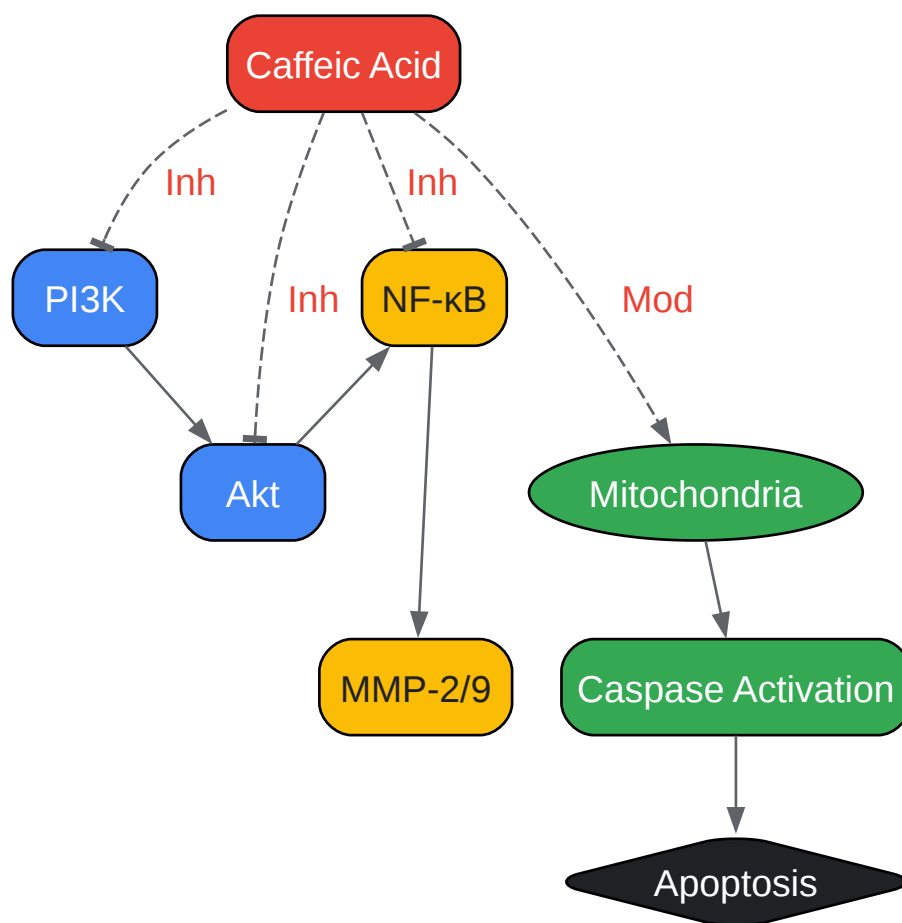 Caffeic Acid
Inh
Inh
PI3K
Inh
NF-κB
Mod
Akt
Mitochondria
MMP-2/9
Caspase Activation
Apoptosis